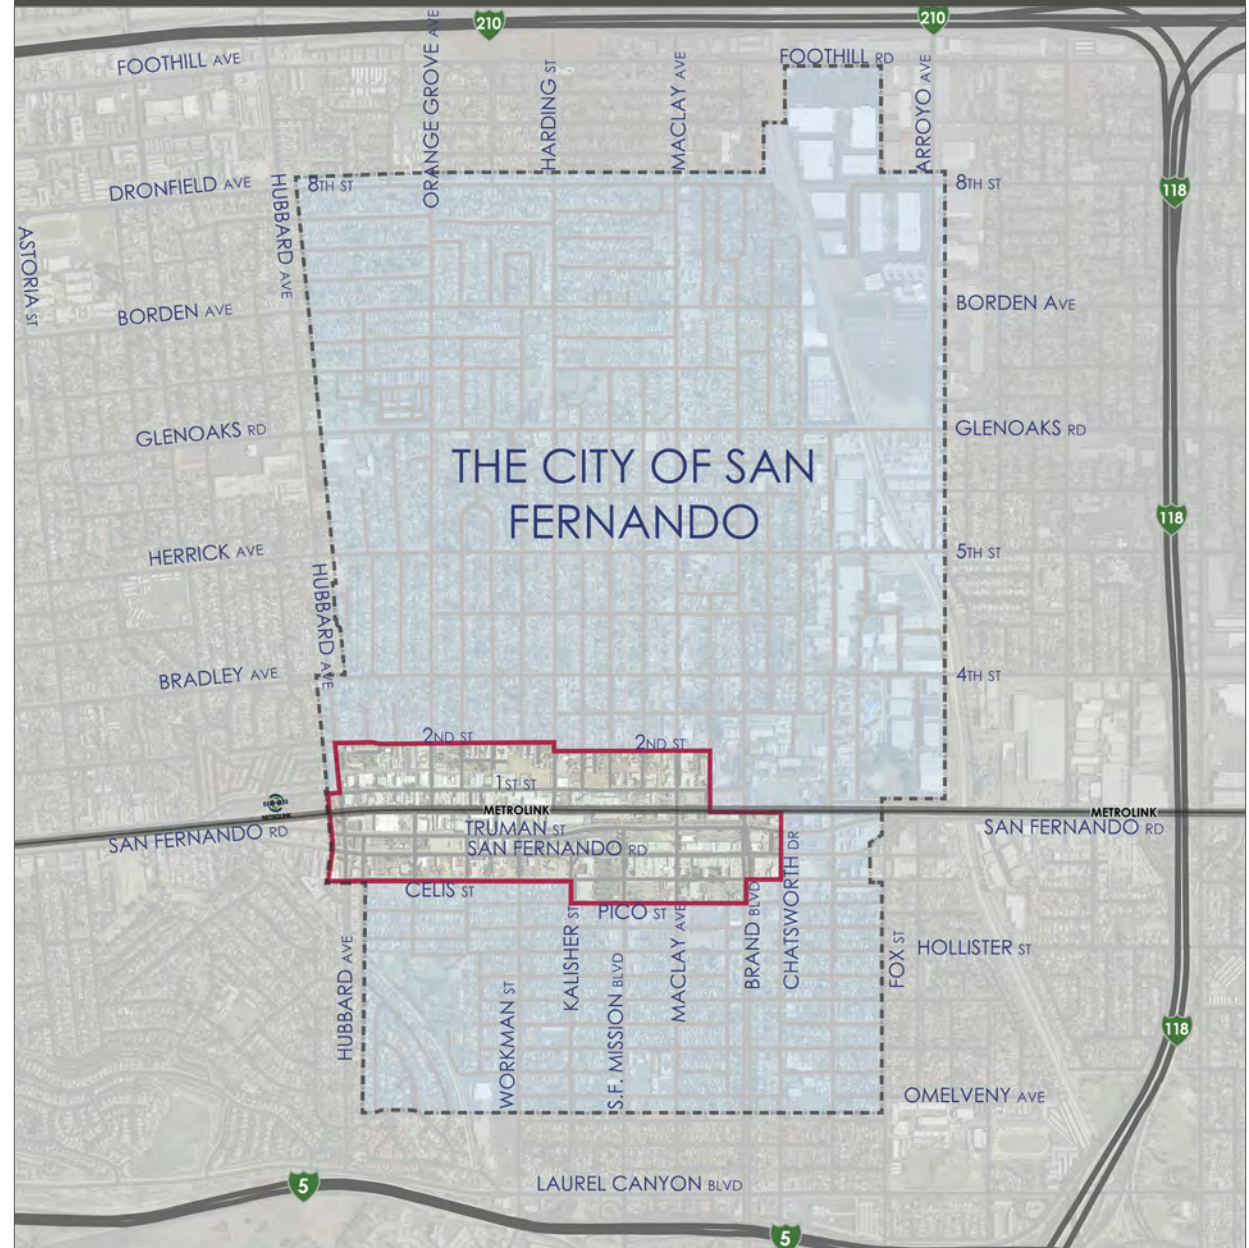 210
210
FOOTHILL AVE
ORANGE GROVE AVE
HARDING ST
MACLAY AVE
FOOTHILL RD
ARROYO AVE
DRONFIELD AVE
HUBBARD AVE
8TH ST
8TH ST
118
ASTORIA ST
BORDEN AVE
BORDEN AVE
GLENOAKS RD
GLENOAKS RD
THE CITY OF SAN
FERNANDO
118
HERRICK AVE
5TH ST
HUBBARD AVE
BRADLEY AVE
4TH ST
2ND ST
2ND ST
1ST ST
METROLINK
METROLINK
METROLINK
SAN FERNANDO RD
TRUMAN ST
SAN FERNANDO RD
SAN FERNANDO RD
CHATSWORTH DR
CELIS ST
PICO ST
BRAND BLVD
KALISHER ST
MACLAY AVE
HUBBARD AVE
FOX ST
HOLLISTER ST
WORKMAN ST
S.F. MISSION BLVD
118
OMELVENY AVE
5
LAUREL CANYON BLVD
5